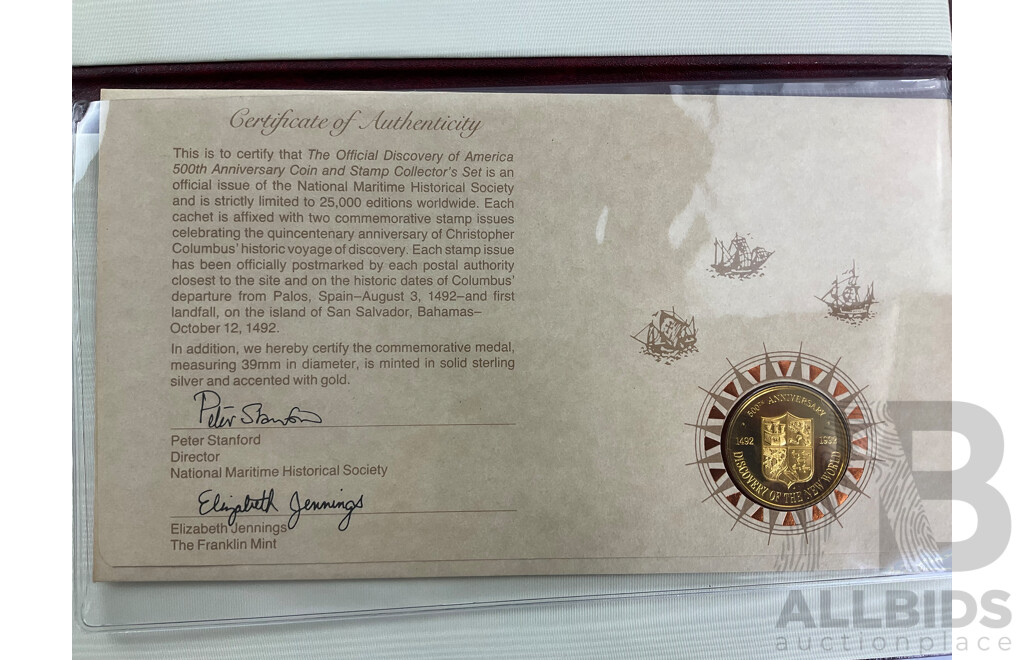 Certificate of Authenticity
This is to certify that The Official Discovery of America
500th Anniversary Coin and Stamp Collector's Set is an
official issue of the National Maritime Historical Society
and is strictly limited to 25,000 editions worldwide. Each
cachet is affixed with two commemorative stamp issues
celebrating the quincentenary anniversary of Christopher
Columbus' historic voyage of discovery. Each stamp issue
has been officially postmarked by each postal authority
closest to the site and on the historic dates of Columbus'
departure from Palos, Spain–August 3, 1492–and first
landfall, on the island of San Salvador, Bahamas–
October 12, 1492.
In addition, we hereby certify the commemorative medal,
measuring 39mm in diameter, is minted in solid sterling
silver and accented with gold.
Peter Stanford
Peter Stanford
Director
National Maritime Historical Society
Elizabeth Jennings
Elizabeth Jennings
The Franklin Mint
500TH ANNIVERSARY
1492 1992
DISCOVERY OF THE NEW WORLD
B
ALLBIDS
auctionplace